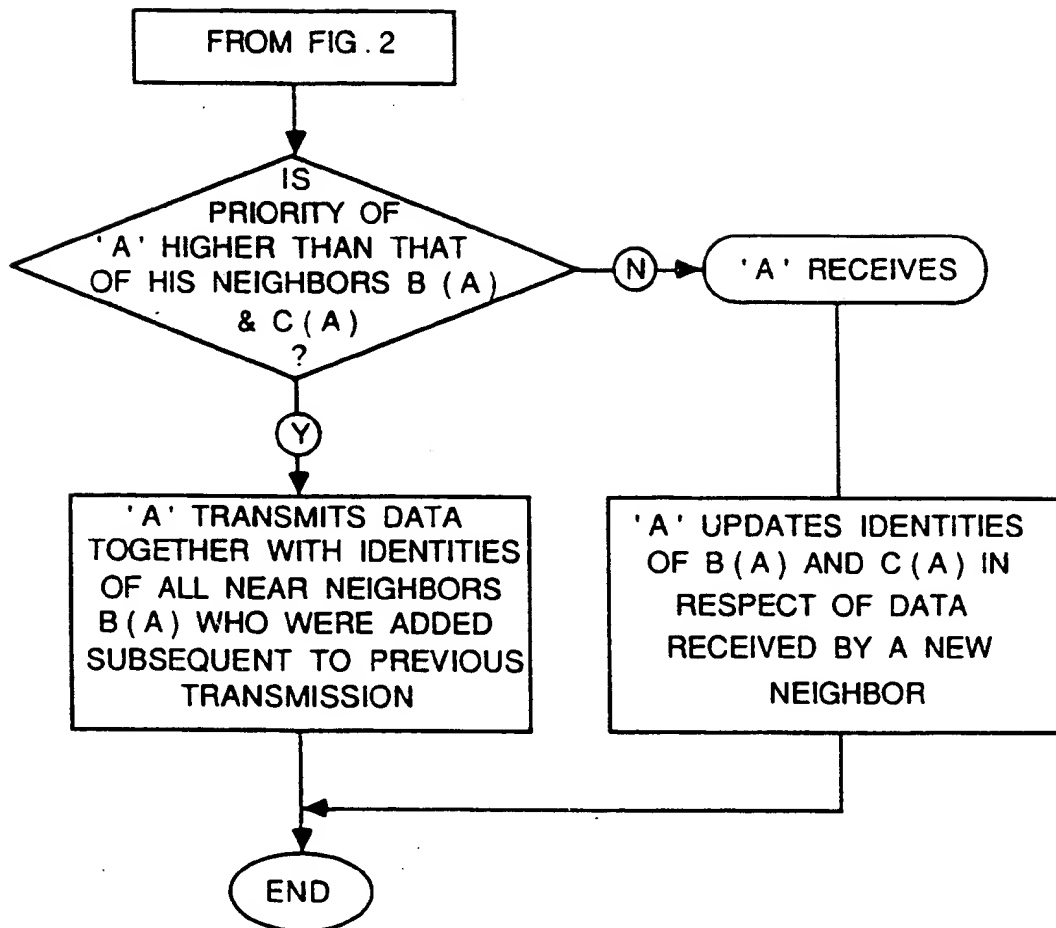 FROM FIG. 2
IS
PRIORITY OF
'A' HIGHER THAN THAT
OF HIS NEIGHBORS B (A)
& C(A)
?
N
'A' RECEIVES
Y
'A' TRANSMITS DATA
TOGETHER WITH IDENTITIES
OF ALL NEAR NEIGHBORS
B(A) WHO WERE ADDED
SUBSEQUENT TO PREVIOUS
TRANSMISSION
'A' UPDATES IDENTITIES
OF B(A) AND C(A) IN
RESPECT OF DATA
RECEIVED BY A NEW
NEIGHBOR
END